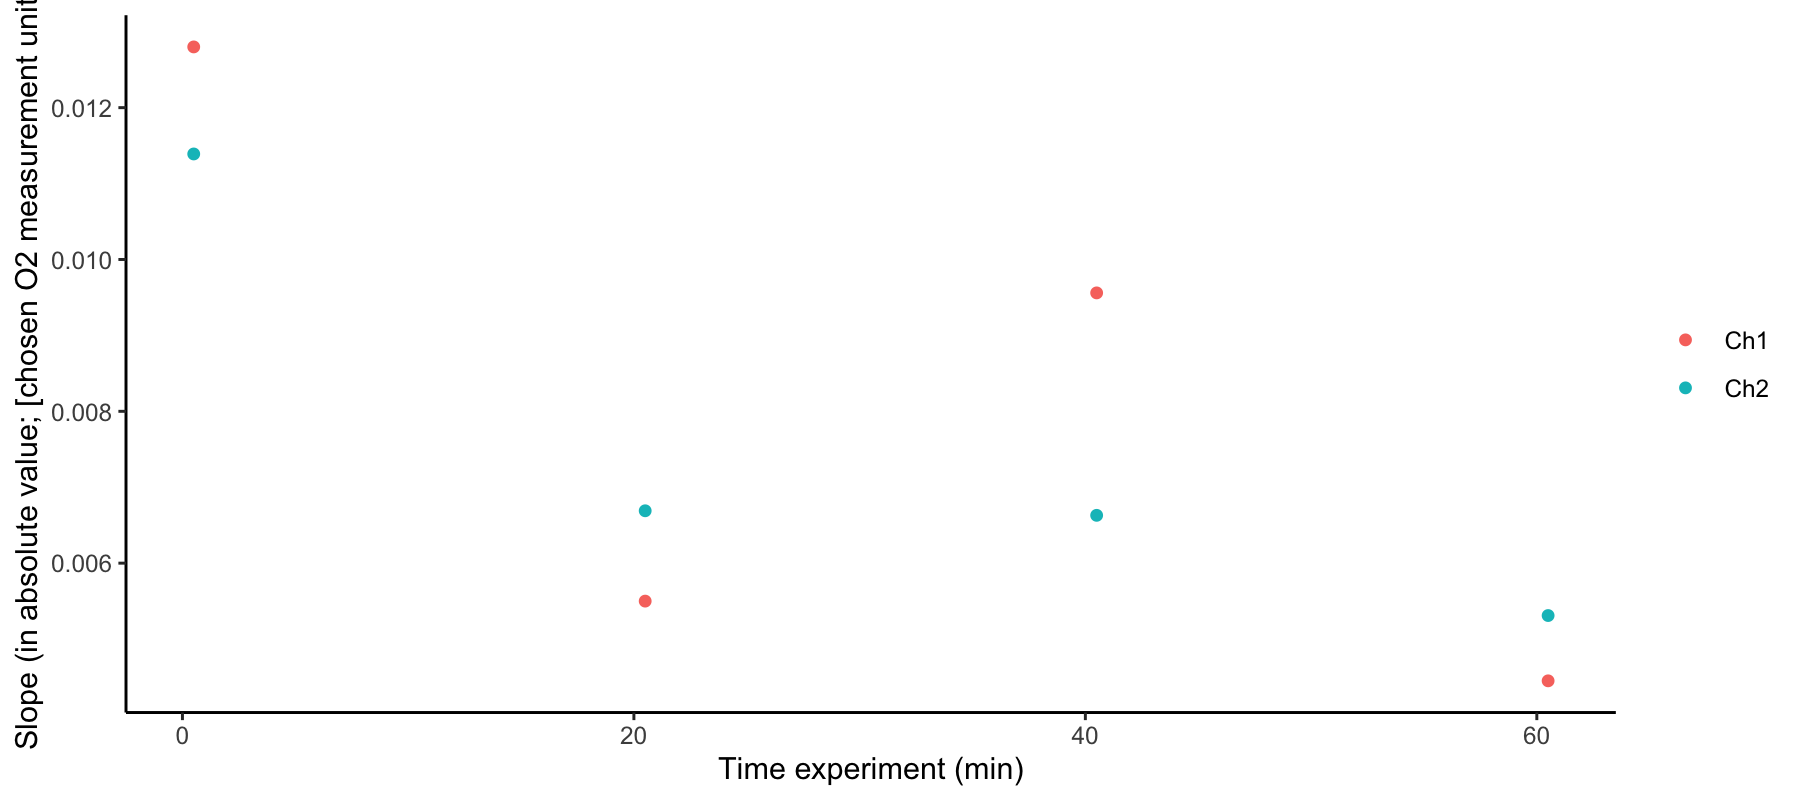 Slope (in absolute value; [chosen O2 measurement unit
0.012
0.010
0.008
0.006
0
20
40
60
Time experiment (min)
Ch1
Ch2